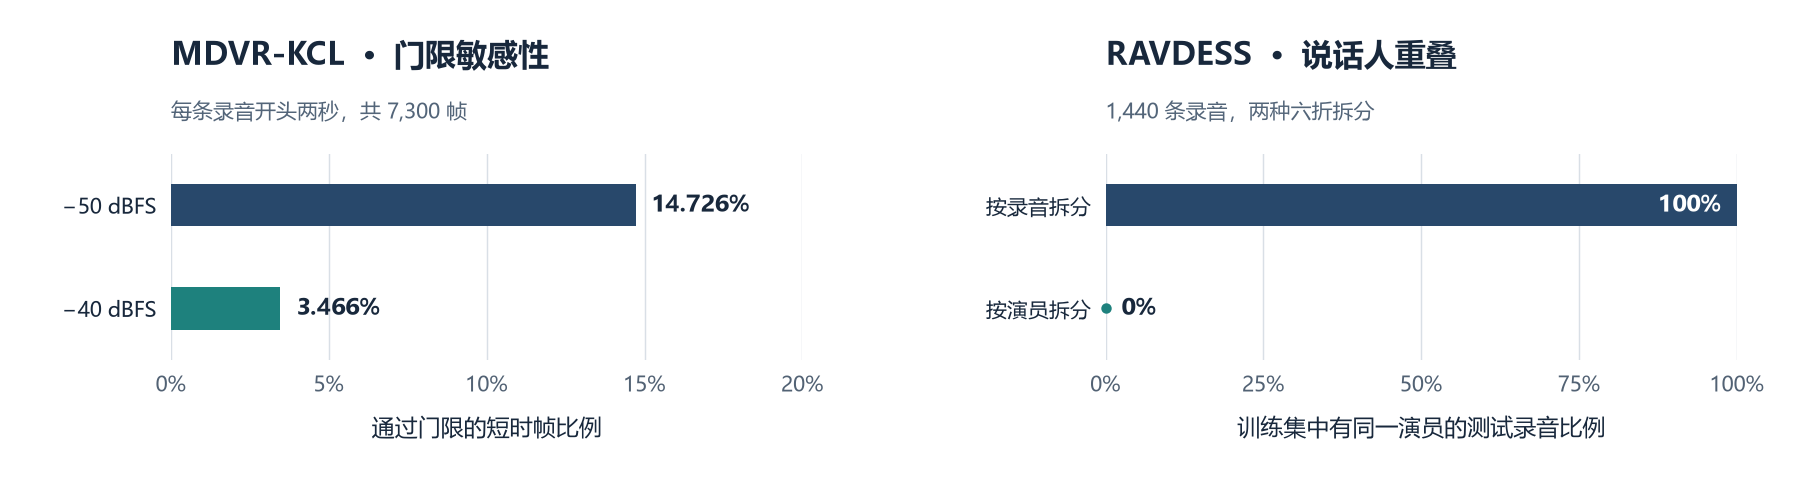 MDVR-KCL • 门限敏感性
每条录音开头两秒，共 7,300 帧
−50 dBFS
14.726%
−40 dBFS
3.466%
0% 5% 10% 15% 20%
通过门限的短时帧比例
RAVDESS • 说话人重叠
1,440 条录音，两种六折拆分
按录音拆分
100%
按演员拆分
0%
0% 25% 50% 75% 100%
训练集中有同一演员的测试录音比例